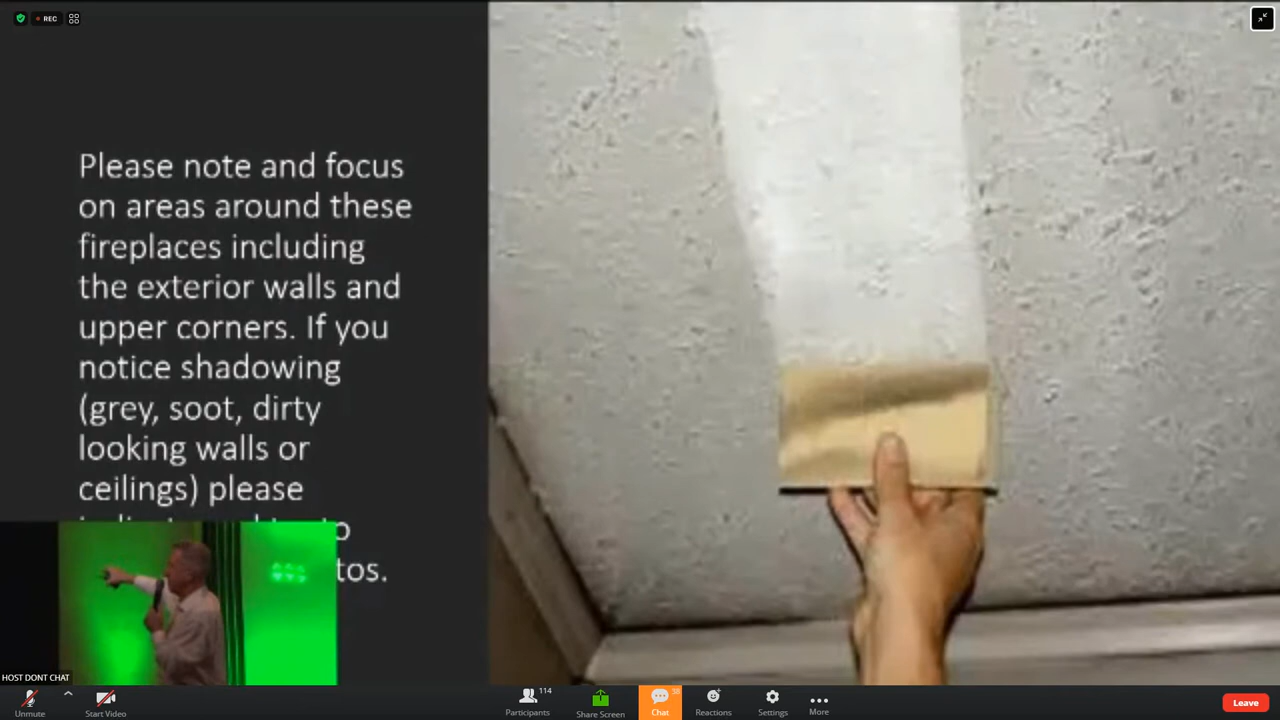 REC
Please note and focus
on areas around these
fireplaces including
the exterior walls and
upper corners. If you
notice shadowing
(grey, soot, dirty
looking walls or
ceilings) please
tos.
HOST DONT CHAT
Unmute
Start Video
Participants
114
Share Screen
Chat
38
Reactions
Settings
More
Leave